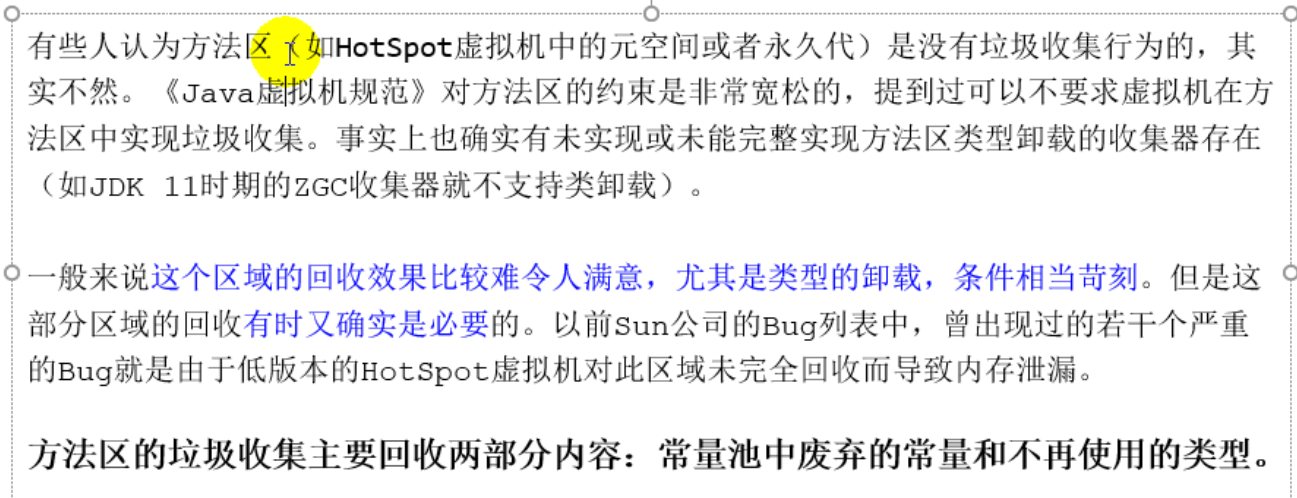 有些人认为方法区（如HotSpot虚拟机中的元空间或者永久代）是没有垃圾收集行为的，其
实不然。《Java虚拟机规范》对方法区的约束是非常宽松的，提到过可以不要求虚拟机在方
法区中实现垃圾收集。事实上也确实有未实现或未能完整实现方法区类型卸载的收集器存在
（如JDK 11时期的ZGC收集器就不支持类卸载）。
一般来说这个区域的回收效果比较难令人满意，尤其是类型的卸载，条件相当苛刻。但是这
部分区域的回收有时又确实是必要的。以前Sun公司的Bug列表中，曾出现过的若干个严重
的Bug就是由于低版本的HotSpot虚拟机对此区域未完全回收而导致内存泄漏。
方法区的垃圾收集主要回收两部分内容：常量池中废弃的常量和不再使用的类型。